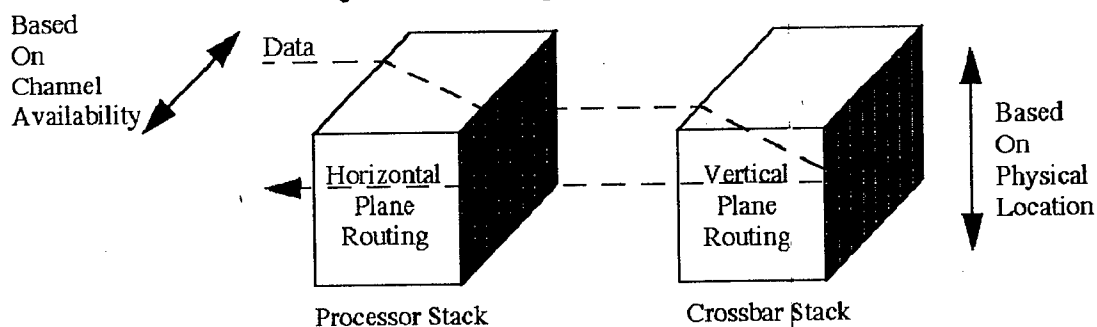 Based
On
Channel
Availability
Data
Horizontal
Plane
Routing
Processor Stack
Vertical
Plane
Routing
Crossbar Stack
Based
On
Physical
Location